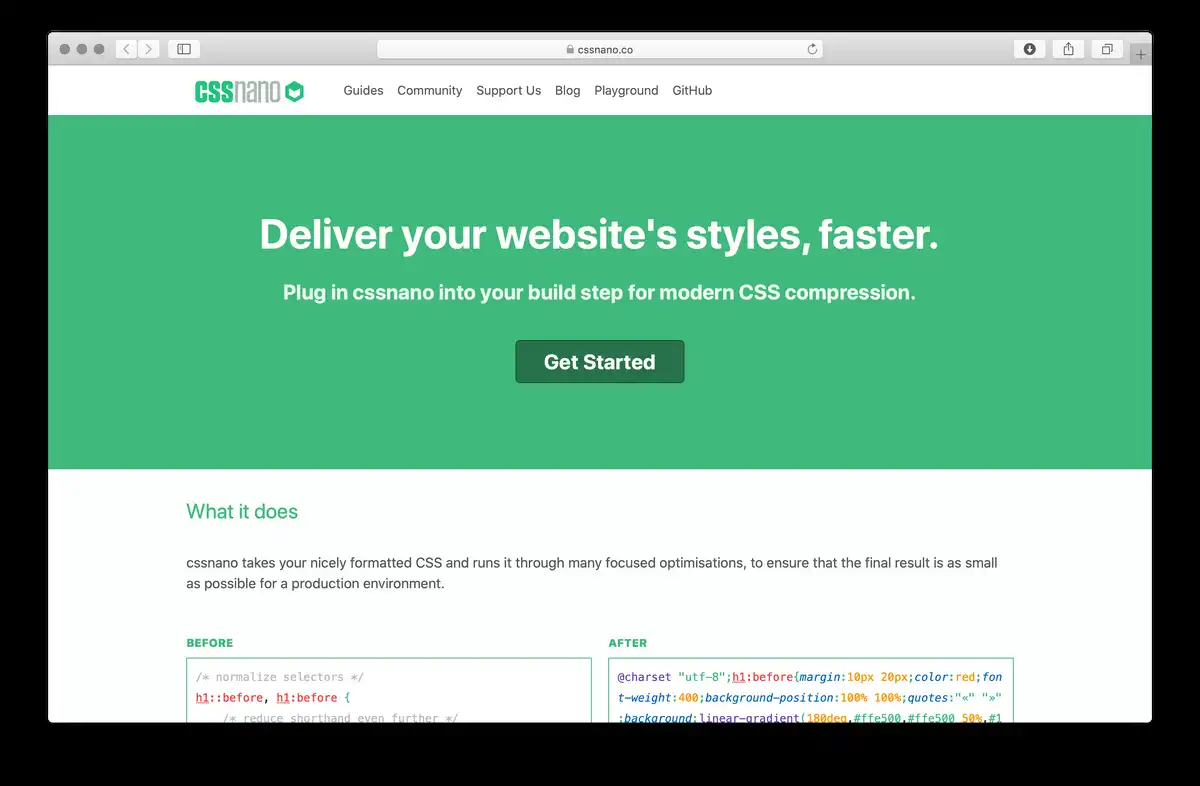 cssnano.co
cssnano
Guides Community Support Us Blog Playground GitHub
Deliver your website's styles, faster.
Plug in cssnano into your build step for modern CSS compression.
Get Started
What it does
cssnano takes your nicely formatted CSS and runs it through many focused optimisations, to ensure that the final result is as small
as possible for a production environment.
BEFORE
/* normalize selectors */
h1::before, h1:before {
/* reduce shorthand even further */
AFTER
@charset "utf-8";h1:before{margin:10px 20px;color:red;fon
t-weight:400;background-position:100% 100%;quotes:"«" "»"
;background:linear-gradient(180deg,#ffe500,#ffe500 50%,#1